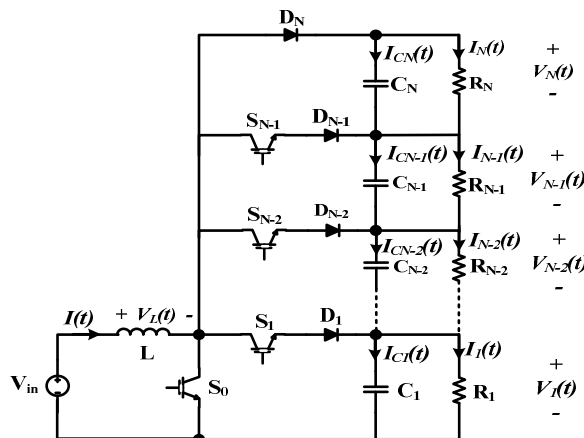 D_N
I_CN(t)
I_N(t)
+
V_N(t)
-
C_N
R_N
S_N-1
D_N-1
I_CN-1(t)
I_N-1(t)
+
V_N-1(t)
-
C_N-1
R_N-1
S_N-2
D_N-2
I_CN-2(t)
I_N-2(t)
+
V_N-2(t)
-
C_N-2
R_N-2
I(t)
+ V_L(t) -
L
S_1
D_1
I_C1(t)
I_1(t)
+
V_1(t)
-
V_in
S_0
C_1
R_1